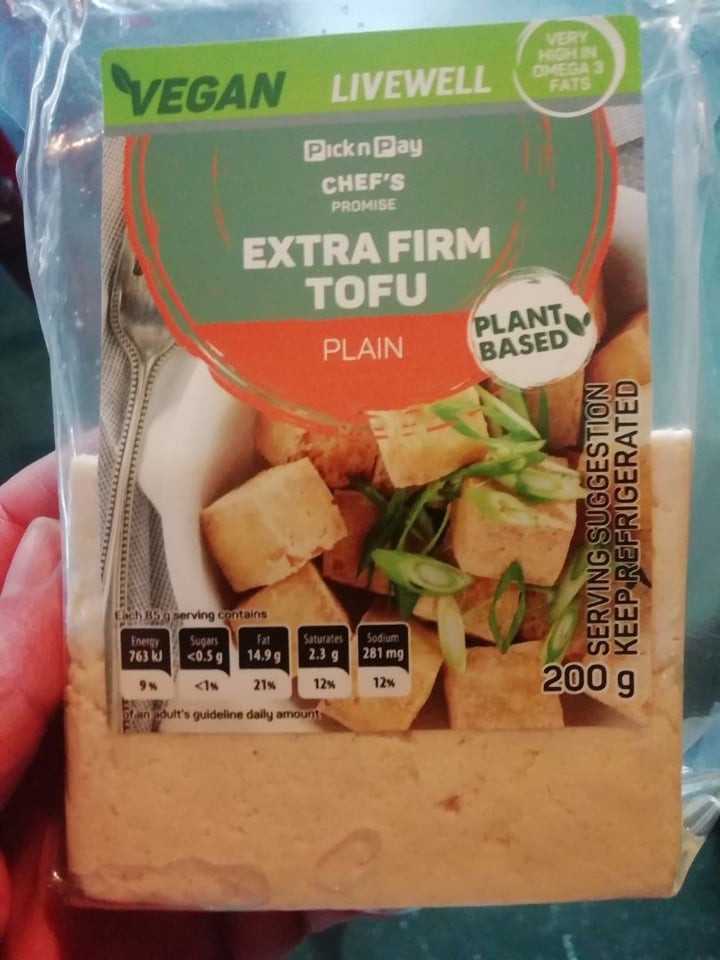 VEGAN LIVEWELL
VERY
HIGH IN
OMEGA 3
FATS
Pick n Pay
CHEF'S
PROMISE
EXTRA FIRM
TOFU
PLAIN
PLANT
BASED
SERVING SUGGESTION
KEEP REFRIGERATED
Each 85 g serving contains
Energy Sugars Fat Saturates Sodium
763 kJ <0.5 g 14.9 g 2.3 g 281 mg
9% <1% 21% 12% 12%
of an adult's guideline daily amount
200 g